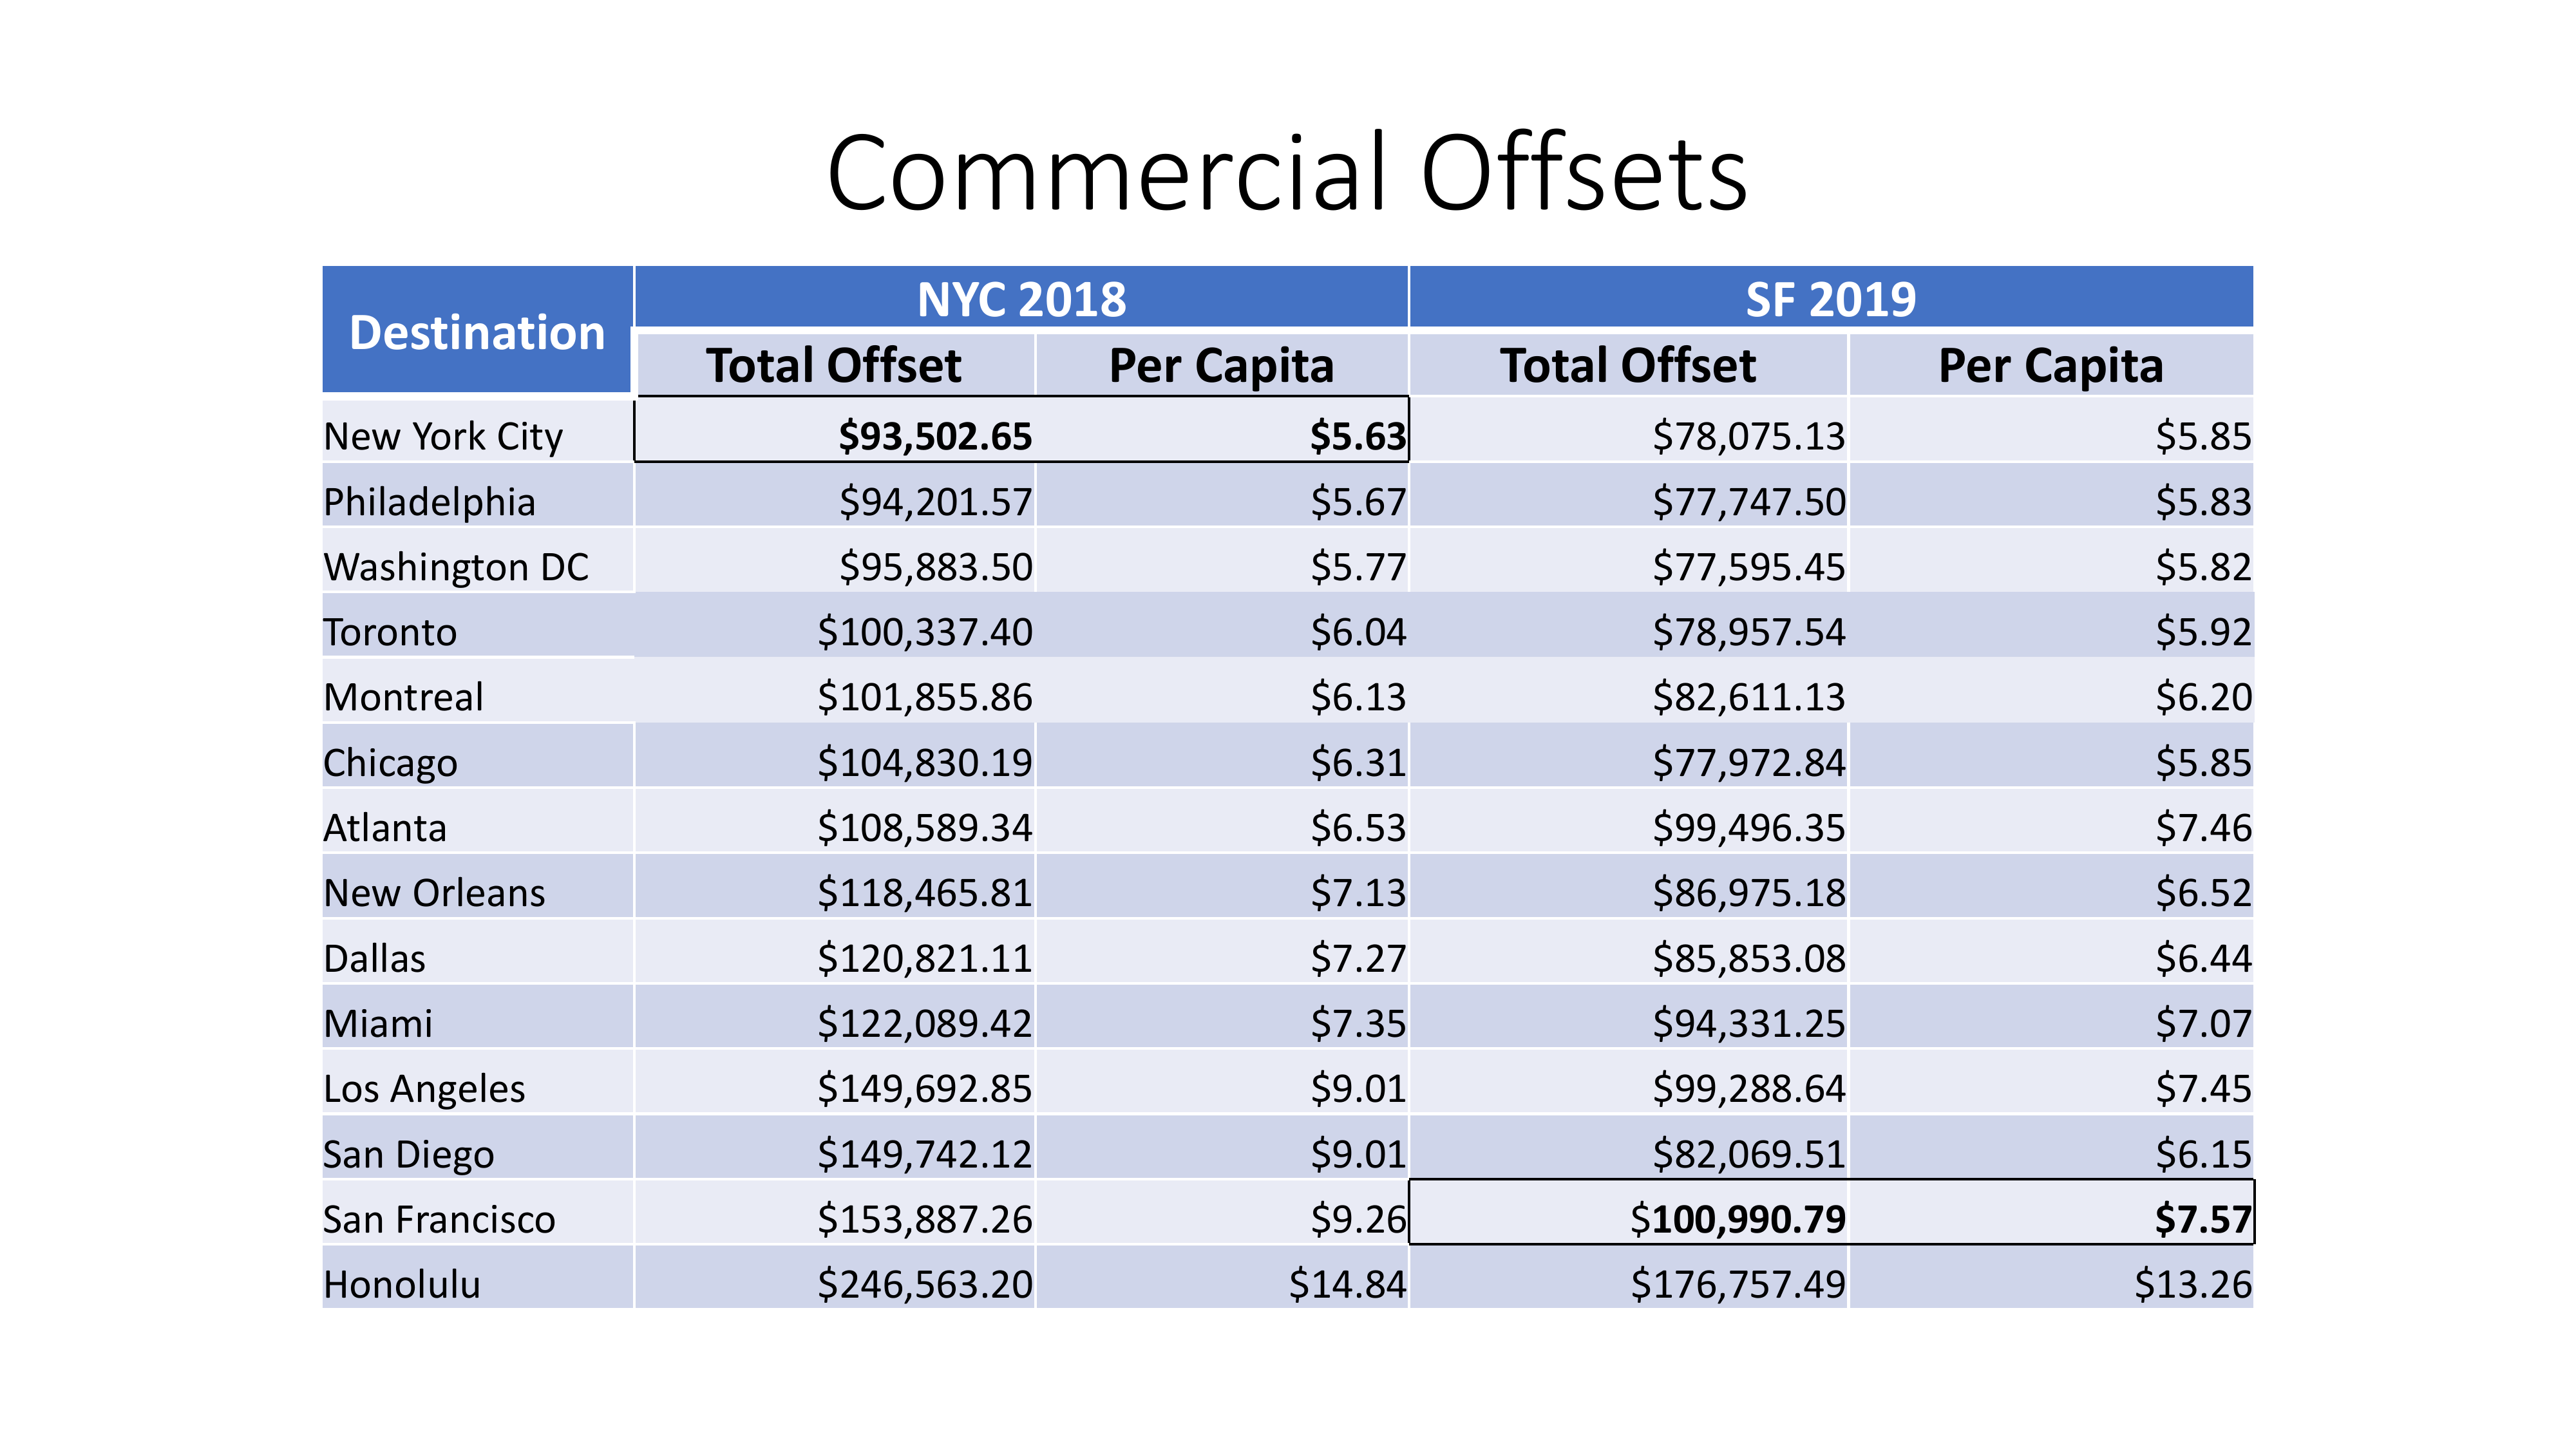 Commercial Offsets
Destination NYC 2018 SF 2019
Total Offset Per Capita Total Offset Per Capita
New York City $93,502.65 $5.63 $78,075.13 $5.85
Philadelphia $94,201.57 $5.67 $77,747.50 $5.83
Washington DC $95,883.50 $5.77 $77,595.45 $5.82
Toronto $100,337.40 $6.04 $78,957.54 $5.92
Montreal $101,855.86 $6.13 $82,611.13 $6.20
Chicago $104,830.19 $6.31 $77,972.84 $5.85
Atlanta $108,589.34 $6.53 $99,496.35 $7.46
New Orleans $118,465.81 $7.13 $86,975.18 $6.52
Dallas $120,821.11 $7.27 $85,853.08 $6.44
Miami $122,089.42 $7.35 $94,331.25 $7.07
Los Angeles $149,692.85 $9.01 $99,288.64 $7.45
San Diego $149,742.12 $9.01 $82,069.51 $6.15
San Francisco $153,887.26 $9.26 $100,990.79 $7.57
Honolulu $246,563.20 $14.84 $176,757.49 $13.26